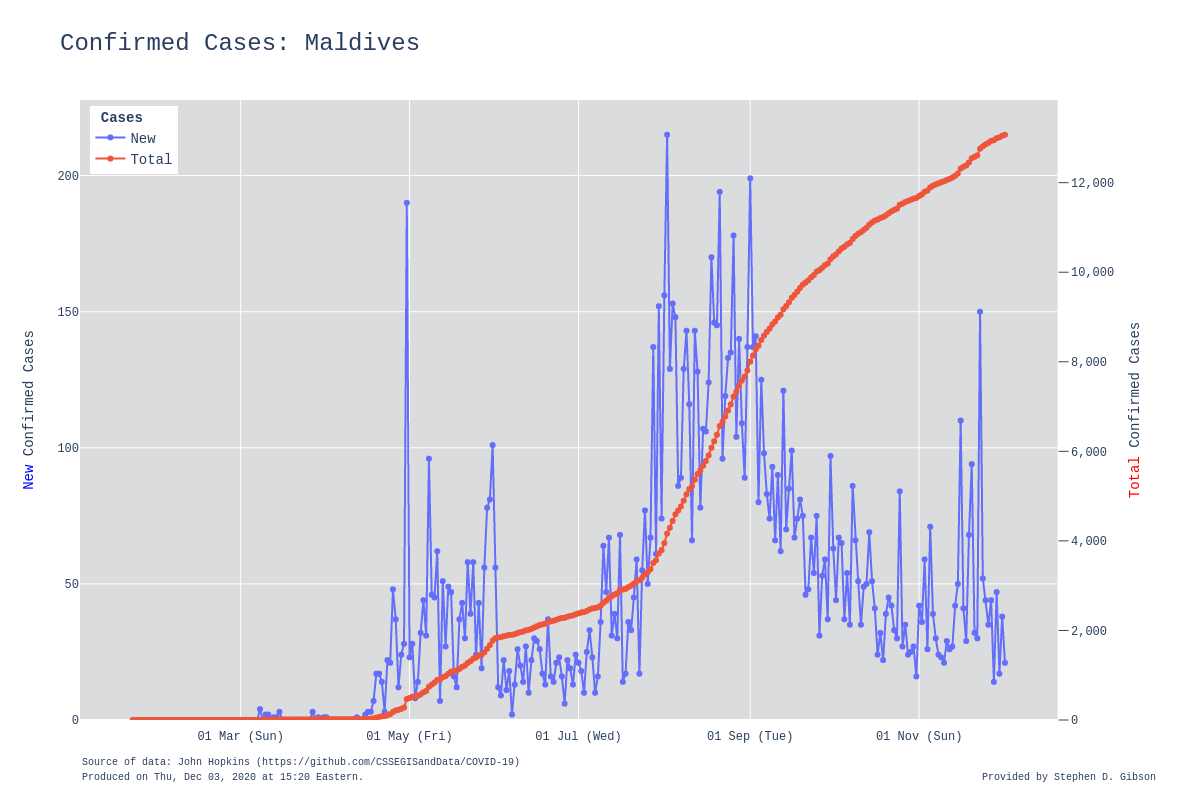 Confirmed Cases: Maldives
Cases
New
Total
200
150
100
50
0
12,000
10,000
8,000
6,000
4,000
2,000
0
New Confirmed Cases
Total Confirmed Cases
01 Mar (Sun)
01 May (Fri)
01 Jul (Wed)
01 Sep (Tue)
01 Nov (Sun)
Source of data: John Hopkins (https://github.com/CSSEGISandData/COVID-19)
Produced on Thu, Dec 03, 2020 at 15:20 Eastern.
Provided by Stephen D. Gibson